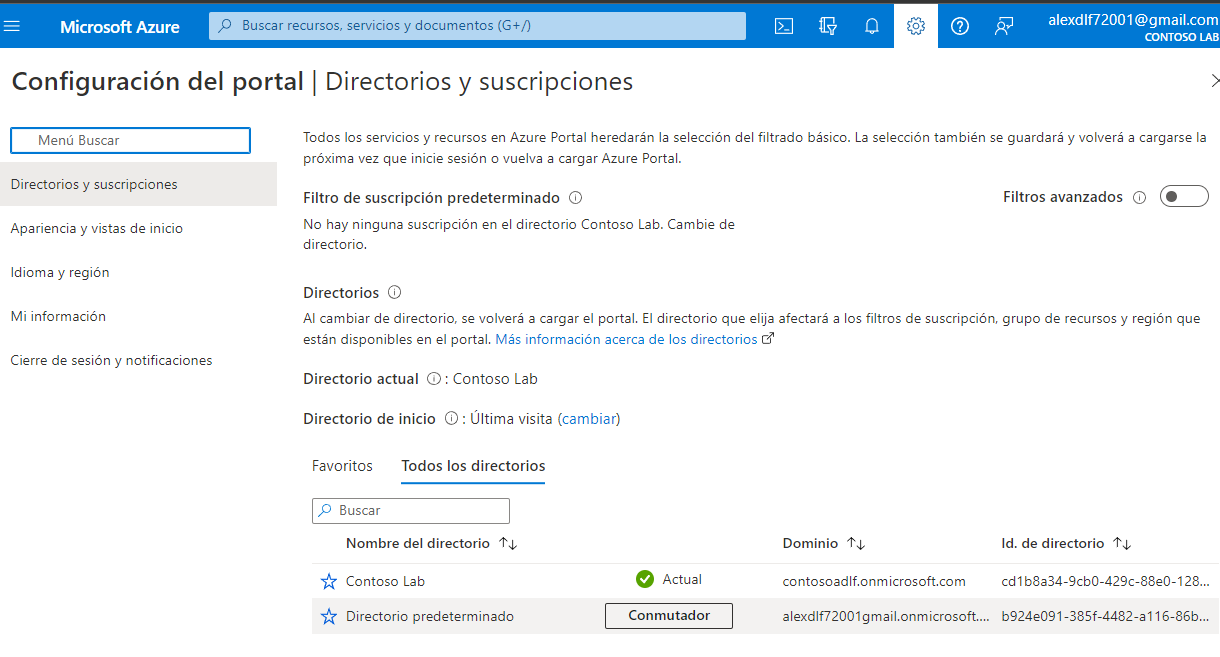 Microsoft Azure
Buscar recursos, servicios y documentos (G+/)
alexdlf72001@gmail.com
CONTOSO LAB
Configuración del portal | Directorios y suscripciones
Menú Buscar
Directorios y suscripciones
Apariencia y vistas de inicio
Idioma y región
Mi información
Cierre de sesión y notificaciones
Todos los servicios y recursos en Azure Portal heredarán la selección del filtrado básico. La selección también se guardará y volverá a cargarse la
próxima vez que inicie sesión o vuelva a cargar Azure Portal.
Filtro de suscripción predeterminado
Filtros avanzados
No hay ninguna suscripción en el directorio Contoso Lab. Cambie de
directorio.
Directorios
Al cambiar de directorio, se volverá a cargar el portal. El directorio que elija afectará a los filtros de suscripción, grupo de recursos y región que
están disponibles en el portal. Más información acerca de los directorios
Directorio actual : Contoso Lab
Directorio de inicio : Última visita (cambiar)
Favoritos Todos los directorios
Buscar
Nombre del directorio Dominio Id. de directorio
Contoso Lab Actual contosoadlf.onmicrosoft.com cd1b8a34-9cb0-429c-88e0-128...
Directorio predeterminado Conmutador alexdlf72001gmail.onmicrosoft.... b924e091-385f-4482-a116-86b...